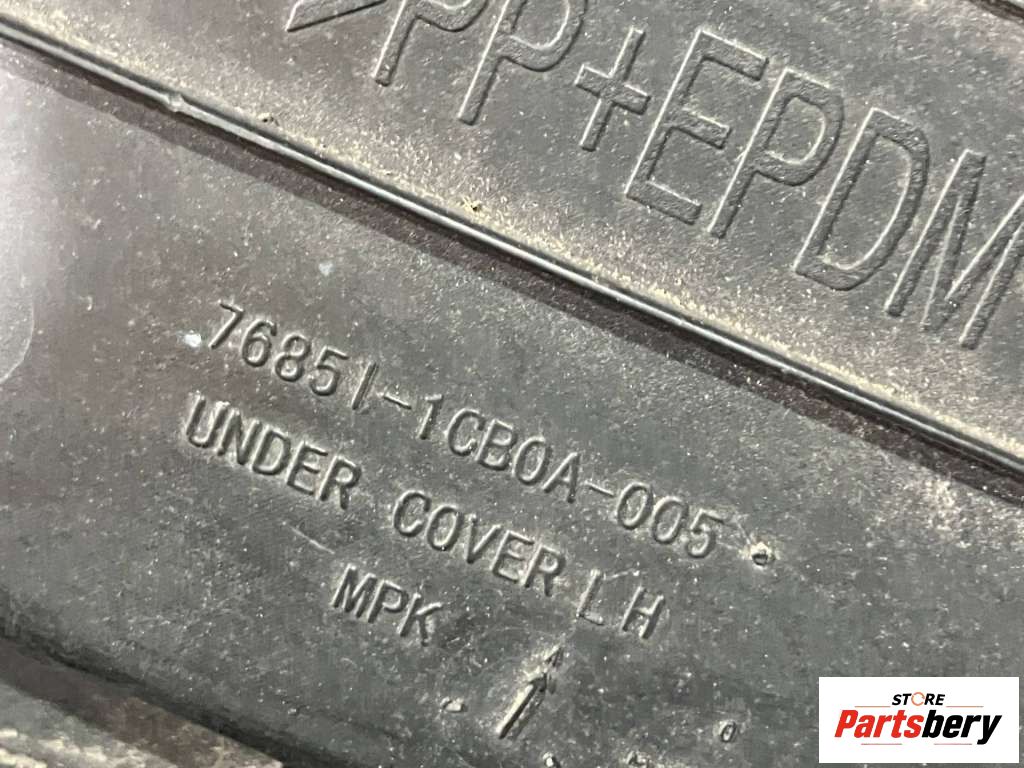 >PP+EPDM
76851-1CB0A-005
UNDER COVER LH
MPK
STORE
Partsbery